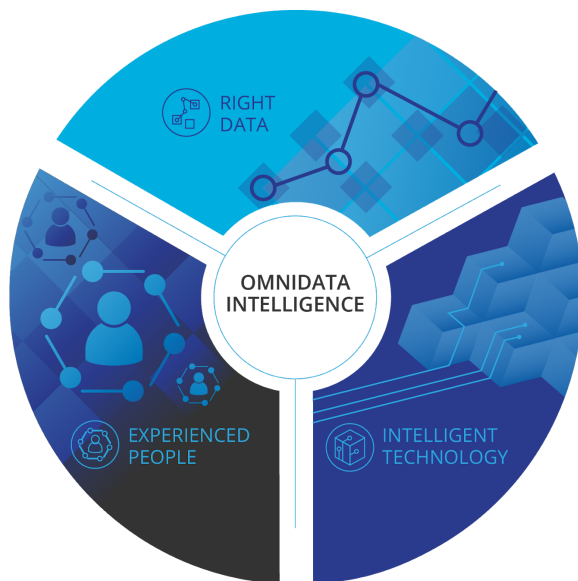 RIGHT
DATA
OMNIDATA
INTELLIGENCE
EXPERIENCED
PEOPLE
INTELLIGENT
TECHNOLOGY